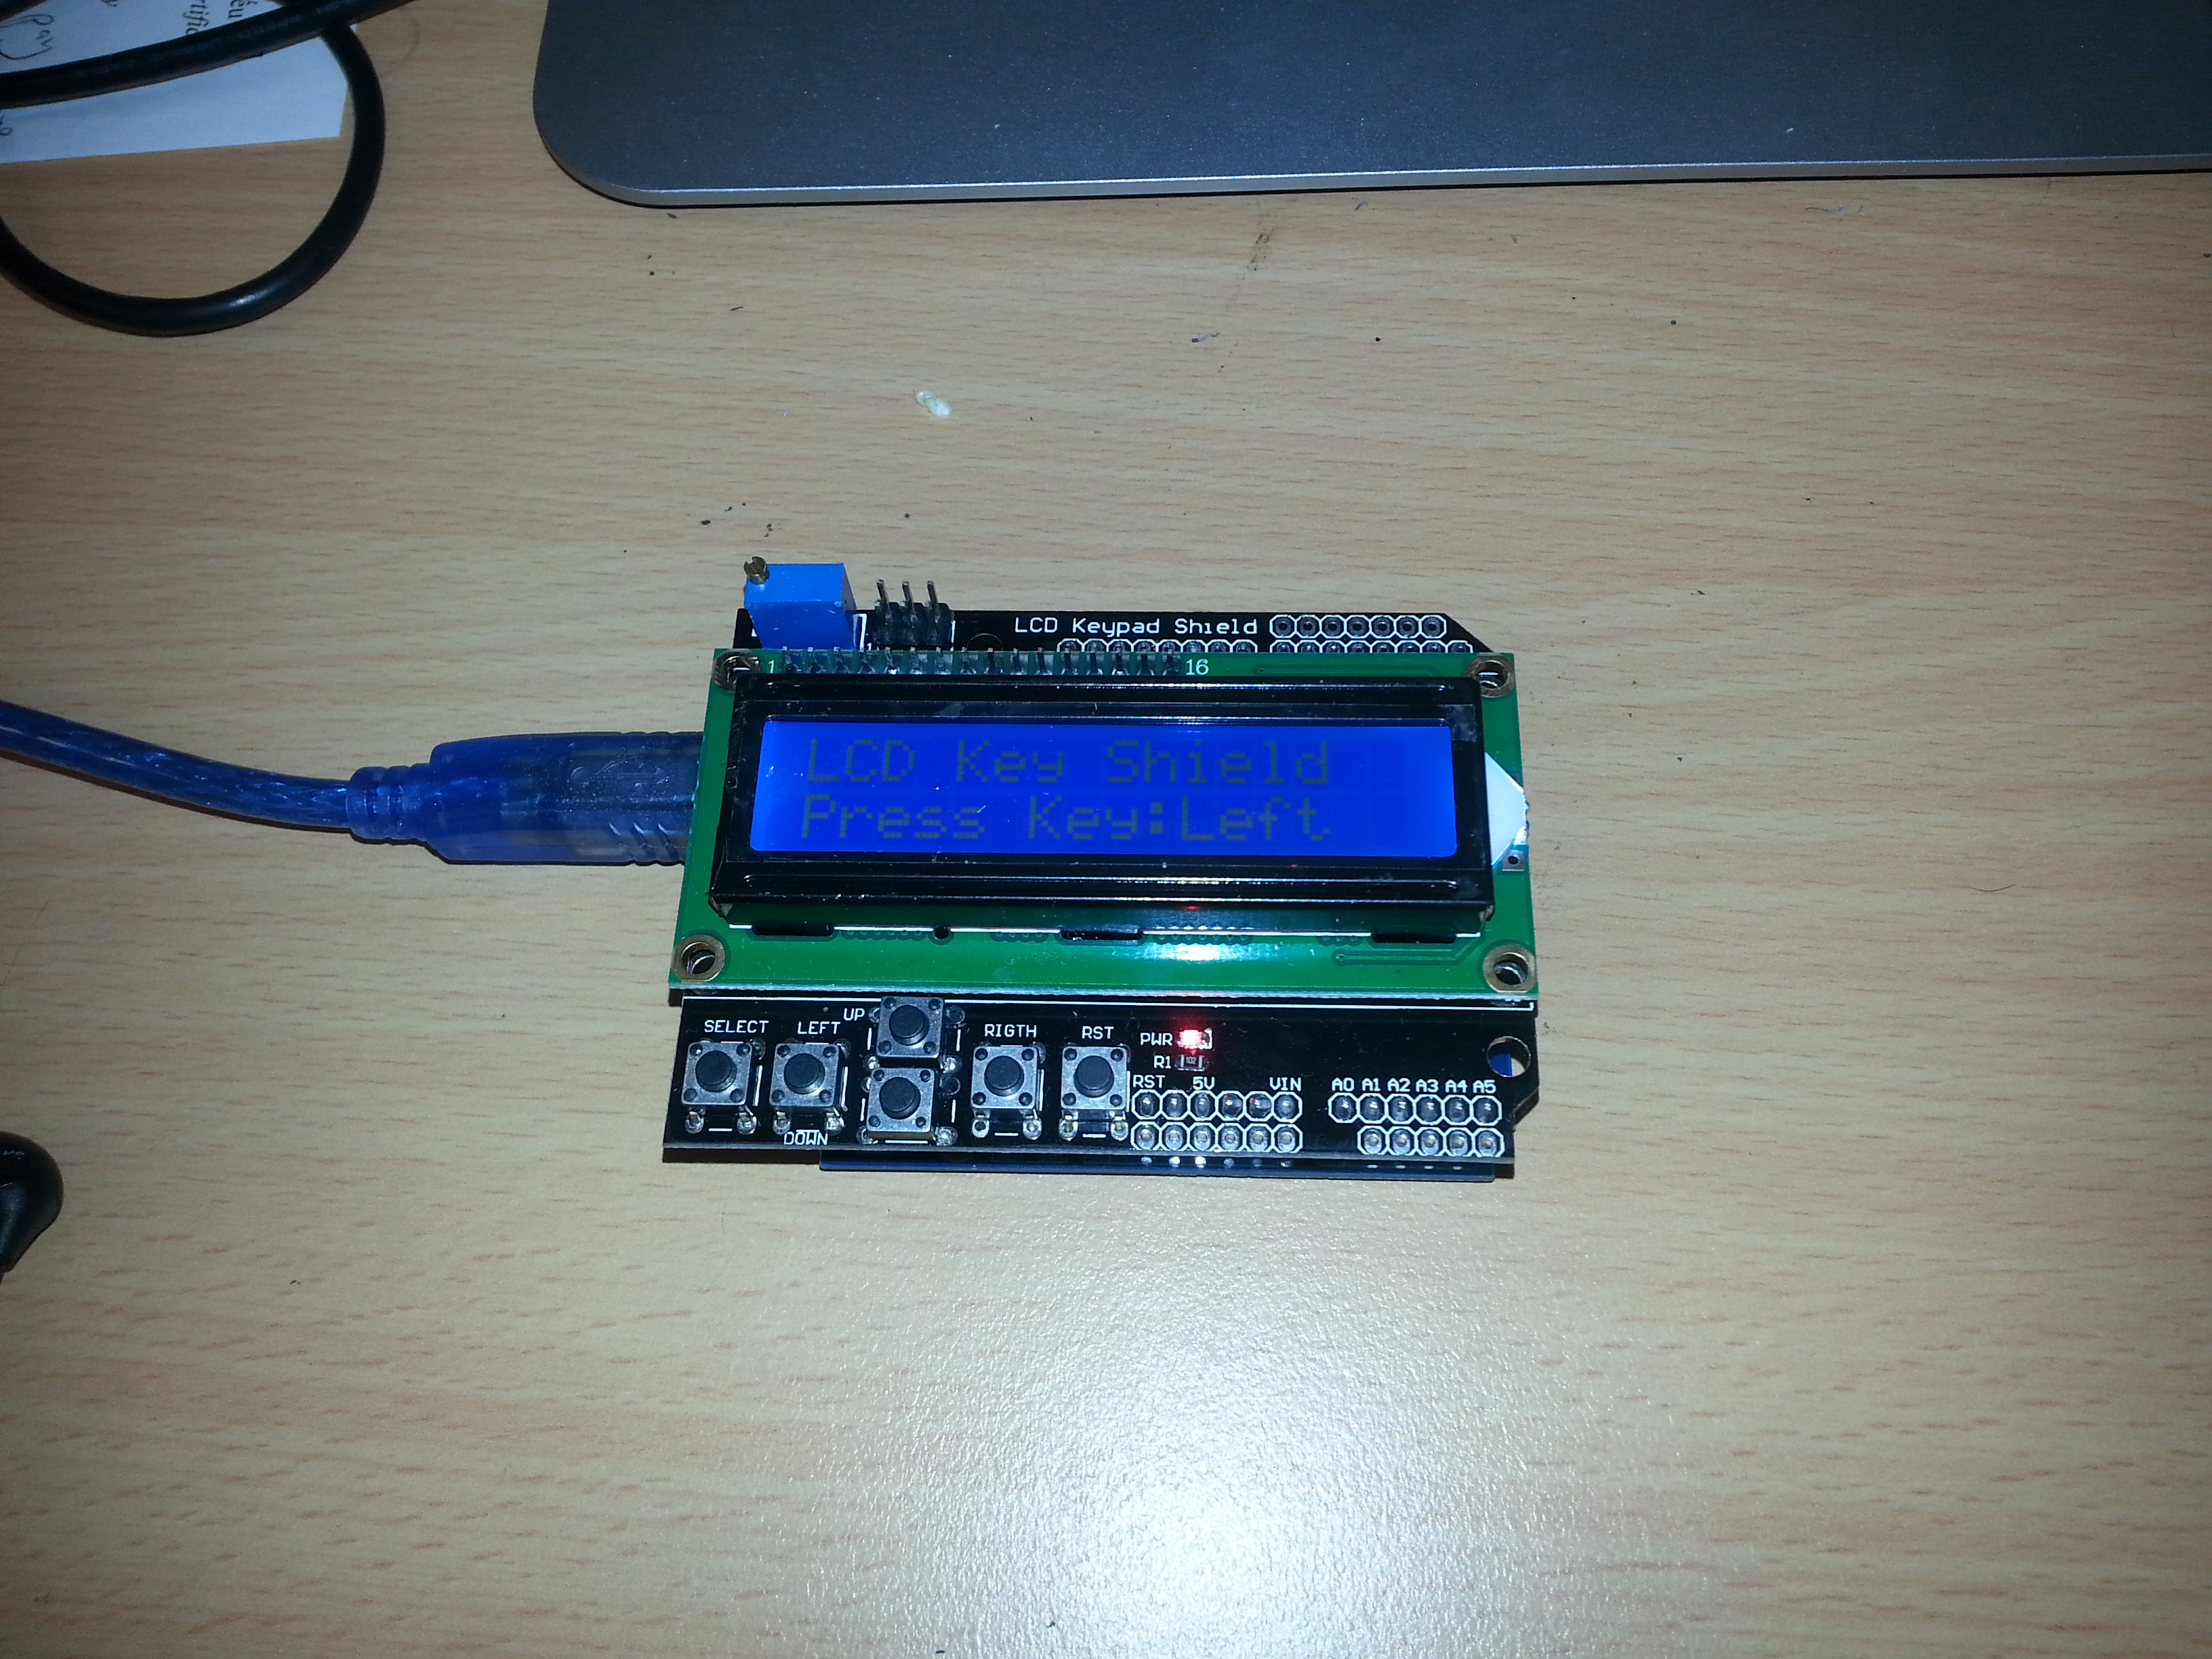 LCD Keypad Shield
1 16
LCD Key Shield
Press Key:Left
SELECT LEFT UP RIGTH RST PWR
R1
RST 5V VIN A0 A1 A2 A3 A4 A5
DOWN